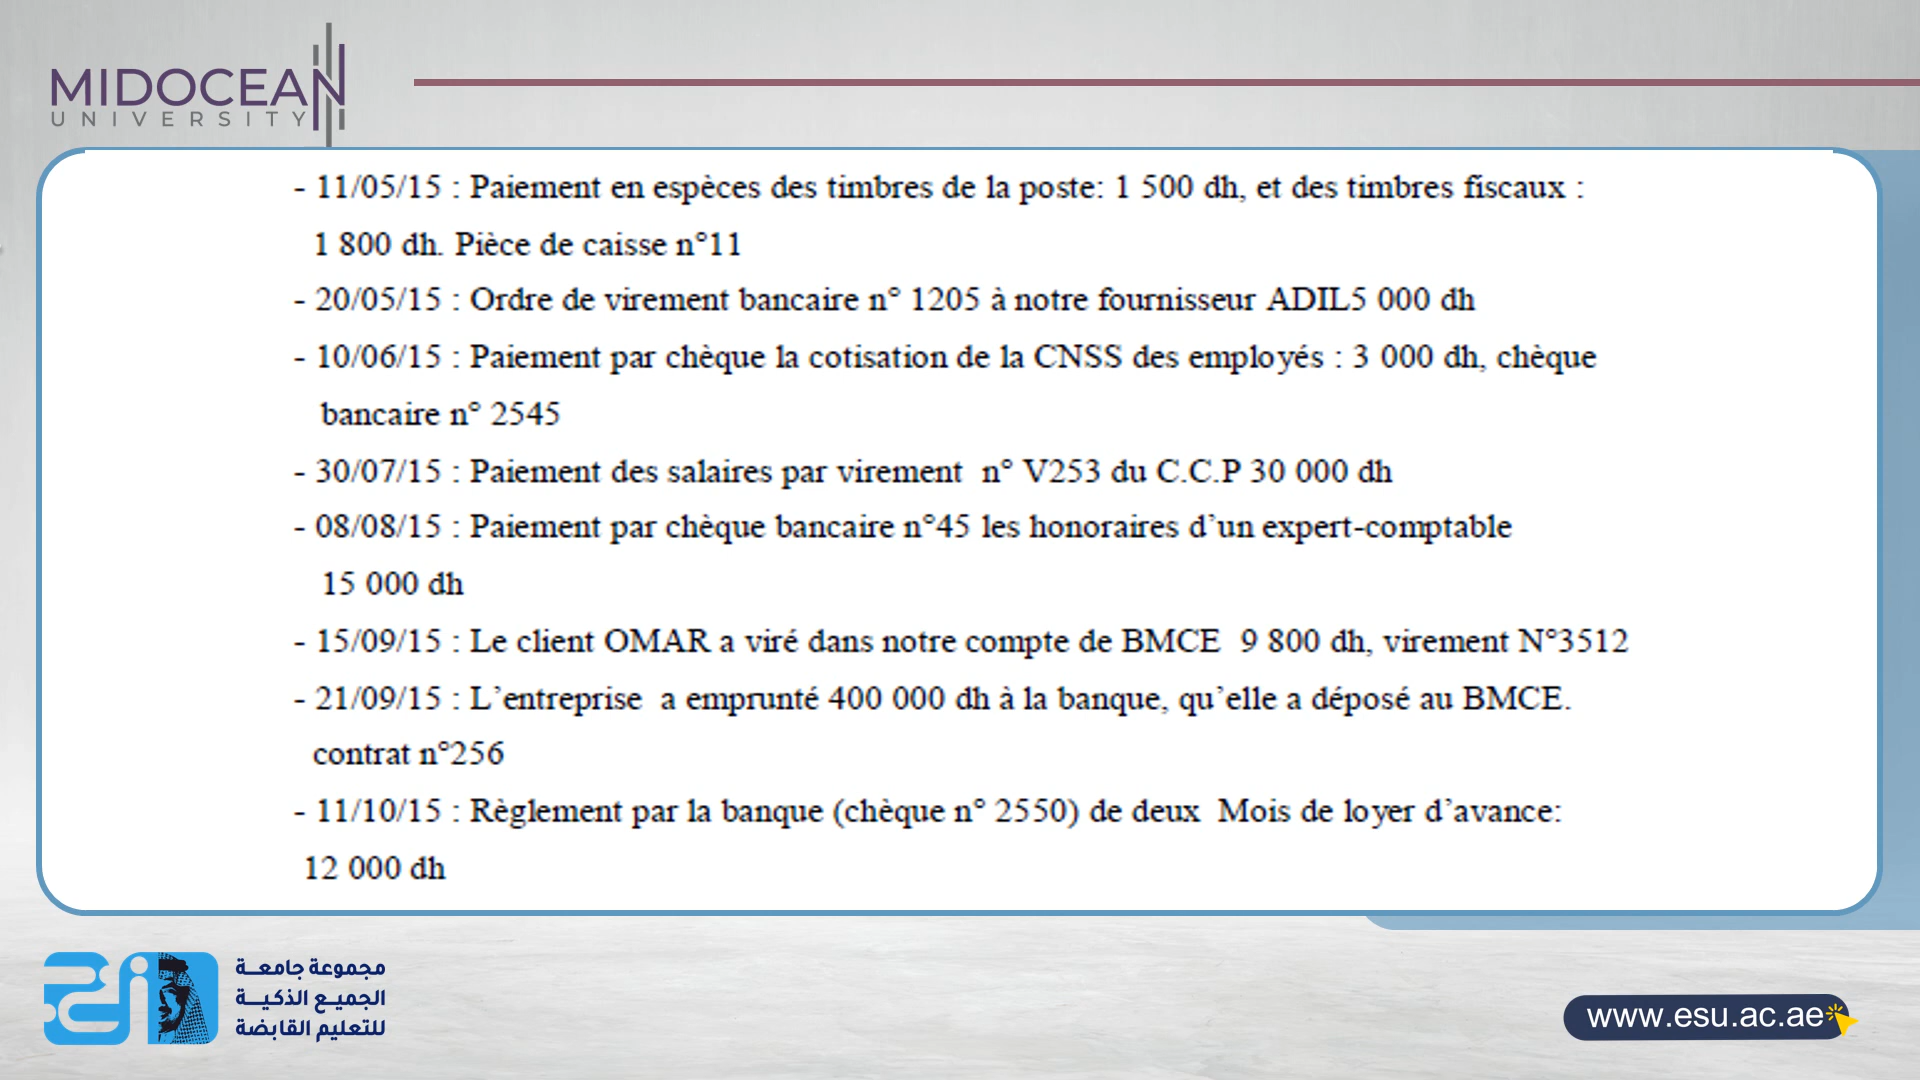 MIDOCEAN
UNIVERSITY
- 11/05/15 : Paiement en espèces des timbres de la poste: 1 500 dh, et des timbres fiscaux :
1 800 dh. Pièce de caisse n°11
- 20/05/15 : Ordre de virement bancaire n° 1205 à notre fournisseur ADIL5 000 dh
- 10/06/15 : Paiement par chèque la cotisation de la CNSS des employés : 3 000 dh, chèque
bancaire n° 2545
- 30/07/15 : Paiement des salaires par virement n° V253 du C.C.P 30 000 dh
- 08/08/15 : Paiement par chèque bancaire n°45 les honoraires d’un expert-comptable
15 000 dh
- 15/09/15 : Le client OMAR a viré dans notre compte de BMCE 9 800 dh, virement N°3512
- 21/09/15 : L’entreprise a emprunté 400 000 dh à la banque, qu’elle a déposé au BMCE.
contrat n°256
- 11/10/15 : Règlement par la banque (chèque n° 2550) de deux Mois de loyer d’avance:
12 000 dh
مجموعة جامعـــة
الجميـع الذكيـــة
للتعليم القابضة
www.esu.ac.ae